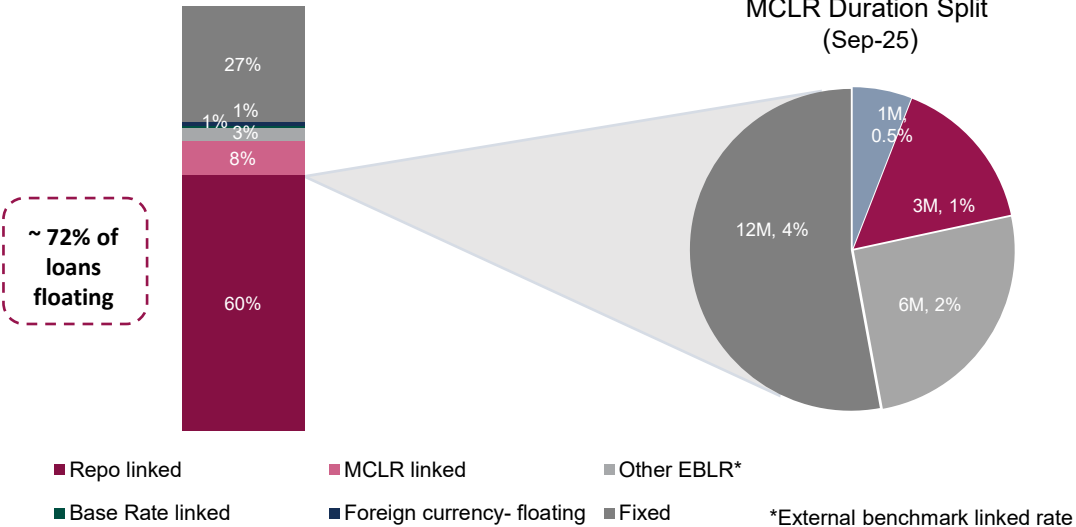 MCLR Duration Split
(Sep-25)
27%
1%
1%
3%
8%
60%
~ 72% of
loans
floating
1M,
0.5%
3M, 1%
6M, 2%
12M, 4%
Repo linked
MCLR linked
Other EBLR*
Base Rate linked
Foreign currency- floating
Fixed
*External benchmark linked rate